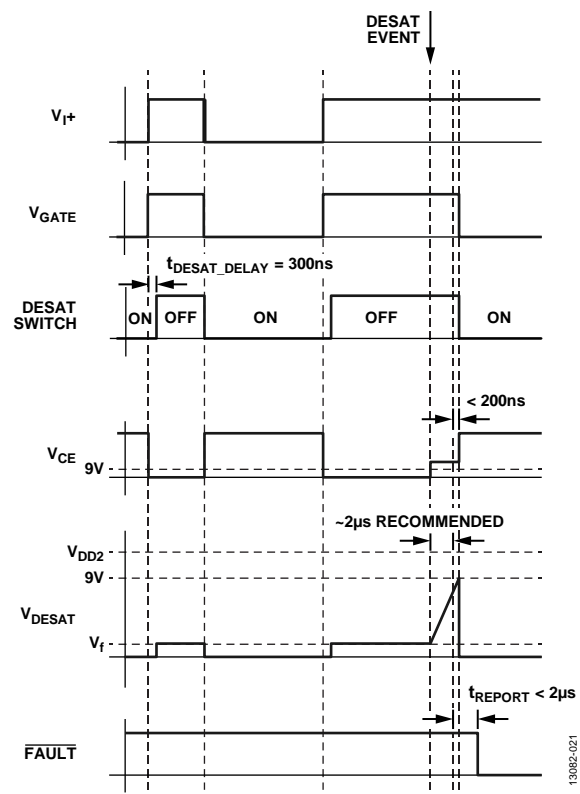 DESAT
EVENT
VI+
VGATE
tDESAT_DELAY = 300ns
DESAT
SWITCH
ON
OFF
ON
OFF
ON
< 200ns
VCE
9V
~2µs RECOMMENDED
VDD2
9V
VDESAT
Vf
tREPORT < 2µs
FAULT
13082-021